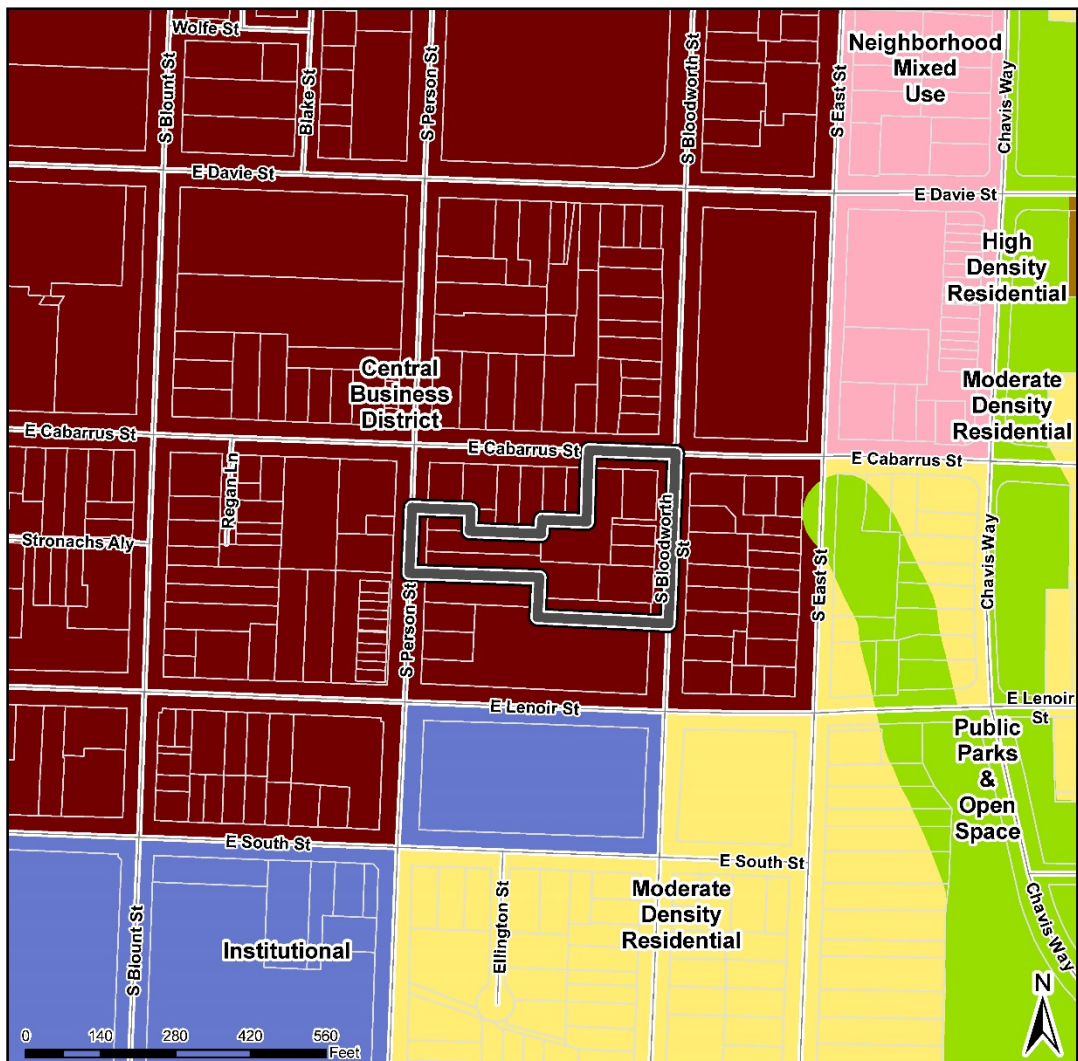 Wolfe St
S Blount St
Blake St
S Person St
S Bloodworth St
S East St
Neighborhood
Mixed
Use
Chavis Way
E Davie St
E Davie St
High
Density
Residential
Central
Business
District
Moderate
Density
Residential
E Cabarrus St
E Cabarrus St
E Cabarrus St
Regan Ln
Stronachs Aly
S Bloodworth
St
S East St
Chavis Way
S Person St
E Lenoir St
E Lenoir
St
Public
Parks
&
Open
Space
E South St
E South St
Moderate
Density
Residential
Ellington St
Institutional
S Blount St
Chavis Way
N
0 140 280 420 560
Feet